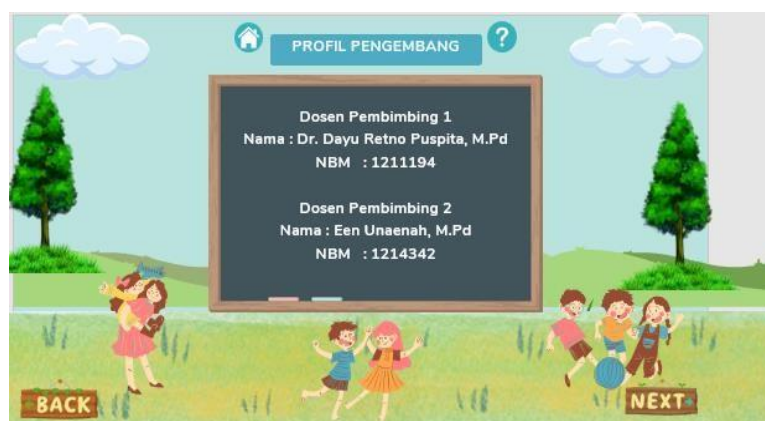 PROFIL PENGEMBANG
?
Dosen Pembimbing 1
Nama : Dr. Dayu Retno Puspita, M.Pd
NBM : 1211194
Dosen Pembimbing 2
Nama : Een Unaenah, M.Pd
NBM : 1214342
BACK
NEXT